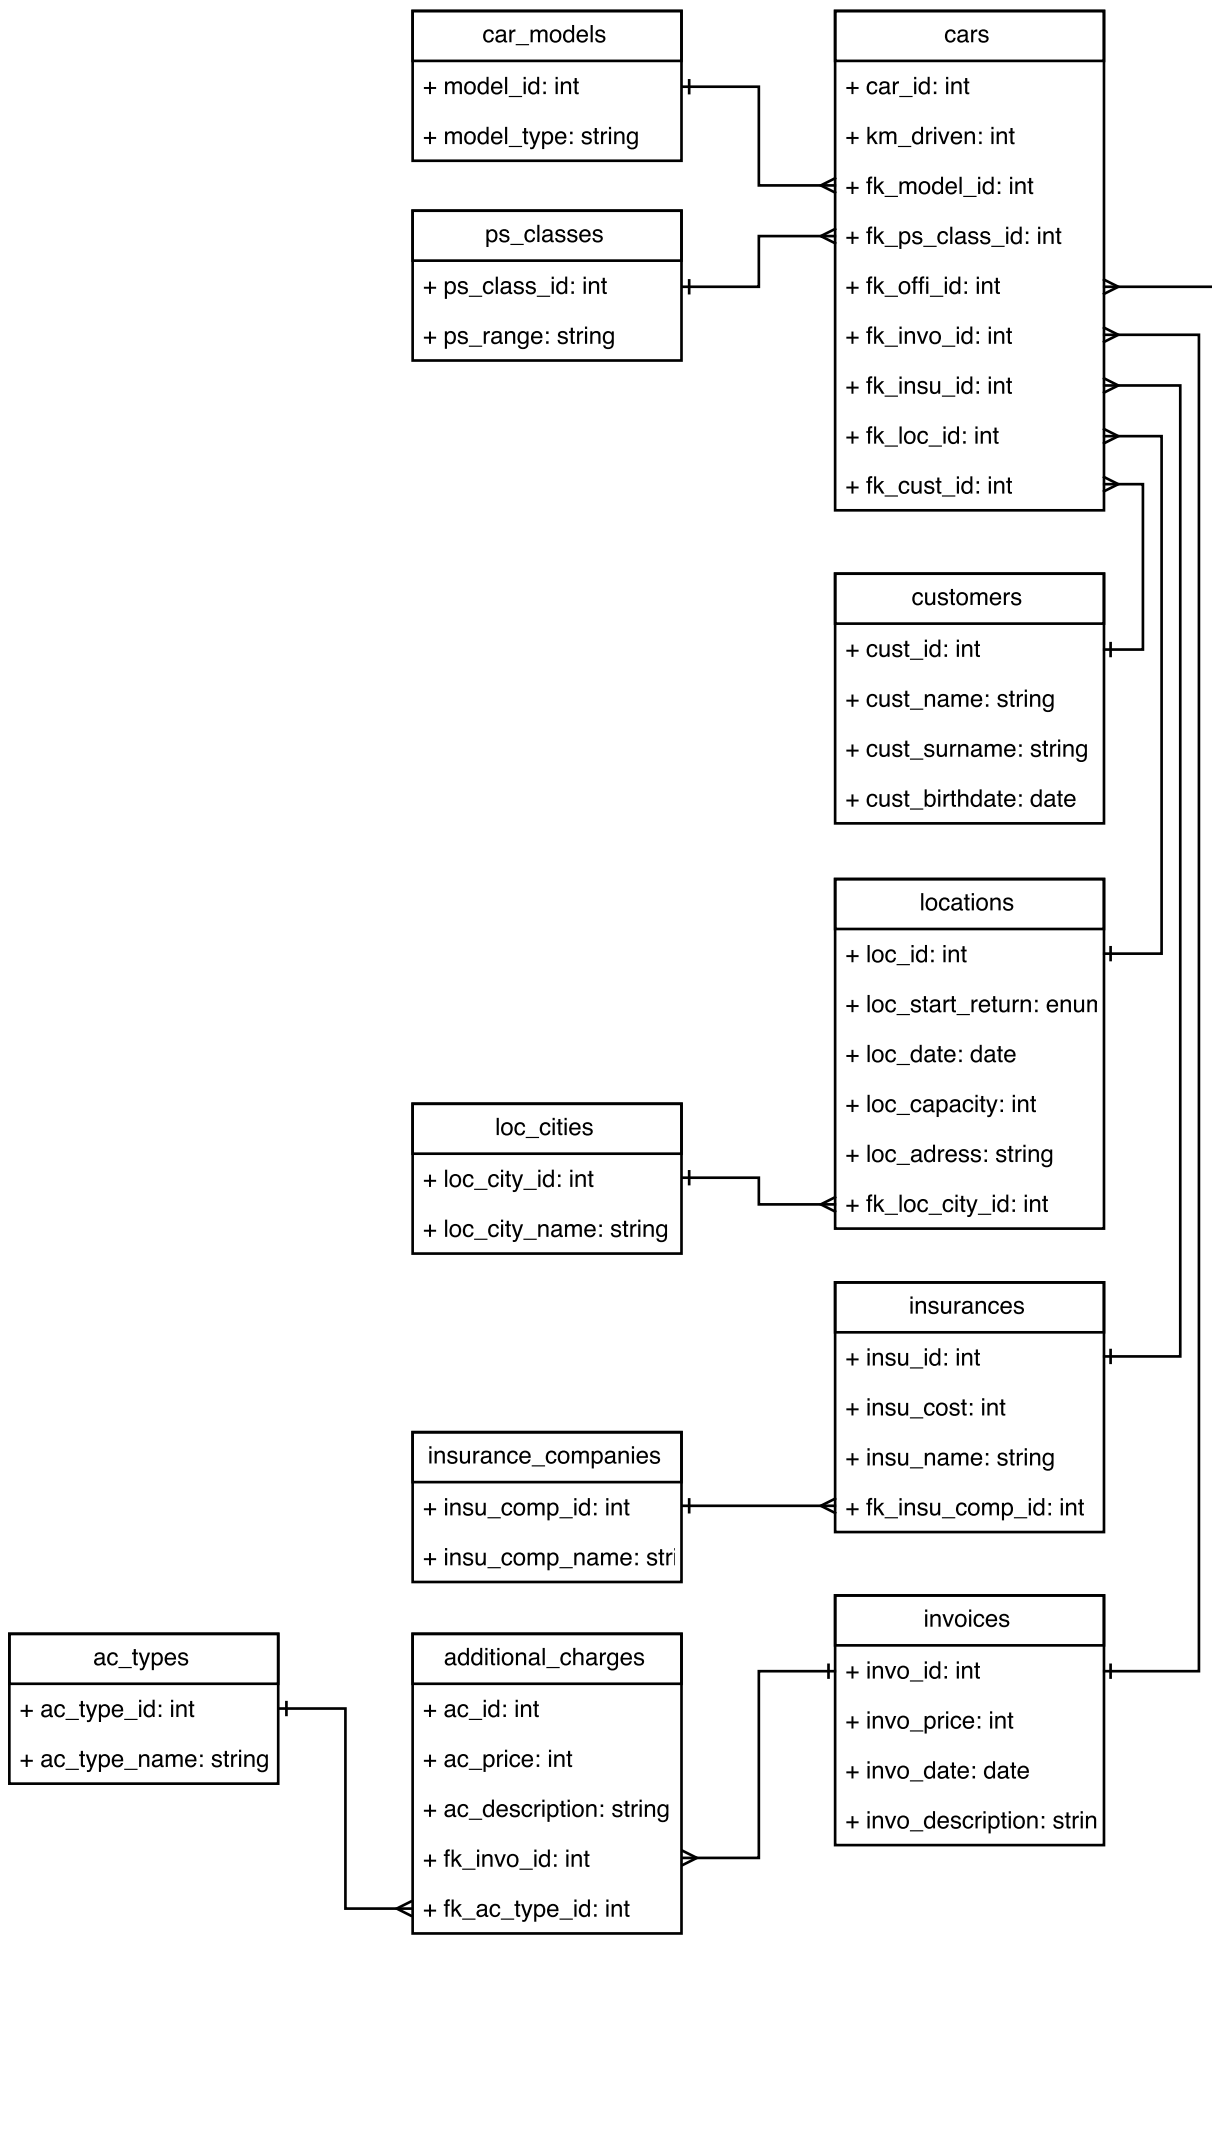 car_models
+ model_id: int
+ model_type: string
cars
+ car_id: int
+ km_driven: int
+ fk_model_id: int
+ fk_ps_class_id: int
+ fk_offi_id: int
+ fk_invo_id: int
+ fk_insu_id: int
+ fk_loc_id: int
+ fk_cust_id: int
ps_classes
+ ps_class_id: int
+ ps_range: string
customers
+ cust_id: int
+ cust_name: string
+ cust_surname: string
+ cust_birthdate: date
locations
+ loc_id: int
+ loc_start_return: enun
+ loc_date: date
+ loc_capacity: int
+ loc_adress: string
+ fk_loc_city_id: int
loc_cities
+ loc_city_id: int
+ loc_city_name: string
insurances
+ insu_id: int
+ insu_cost: int
+ insu_name: string
+ fk_insu_comp_id: int
insurance_companies
+ insu_comp_id: int
+ insu_comp_name: stri
invoices
+ invo_id: int
+ invo_price: int
+ invo_date: date
+ invo_description: strin
ac_types
+ ac_type_id: int
+ ac_type_name: string
additional_charges
+ ac_id: int
+ ac_price: int
+ ac_description: string
+ fk_invo_id: int
+ fk_ac_type_id: int